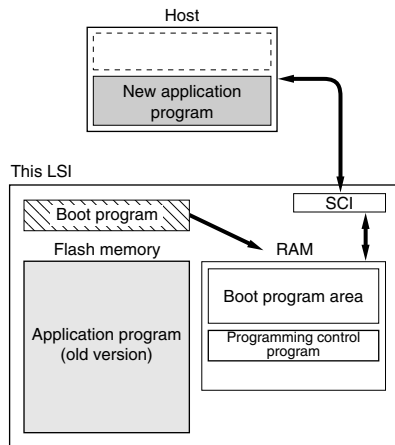 Host
New application
program
This LSI
SCI
Boot program
Flash memory
RAM
Application program
(old version)
Boot program area
Programming control
program